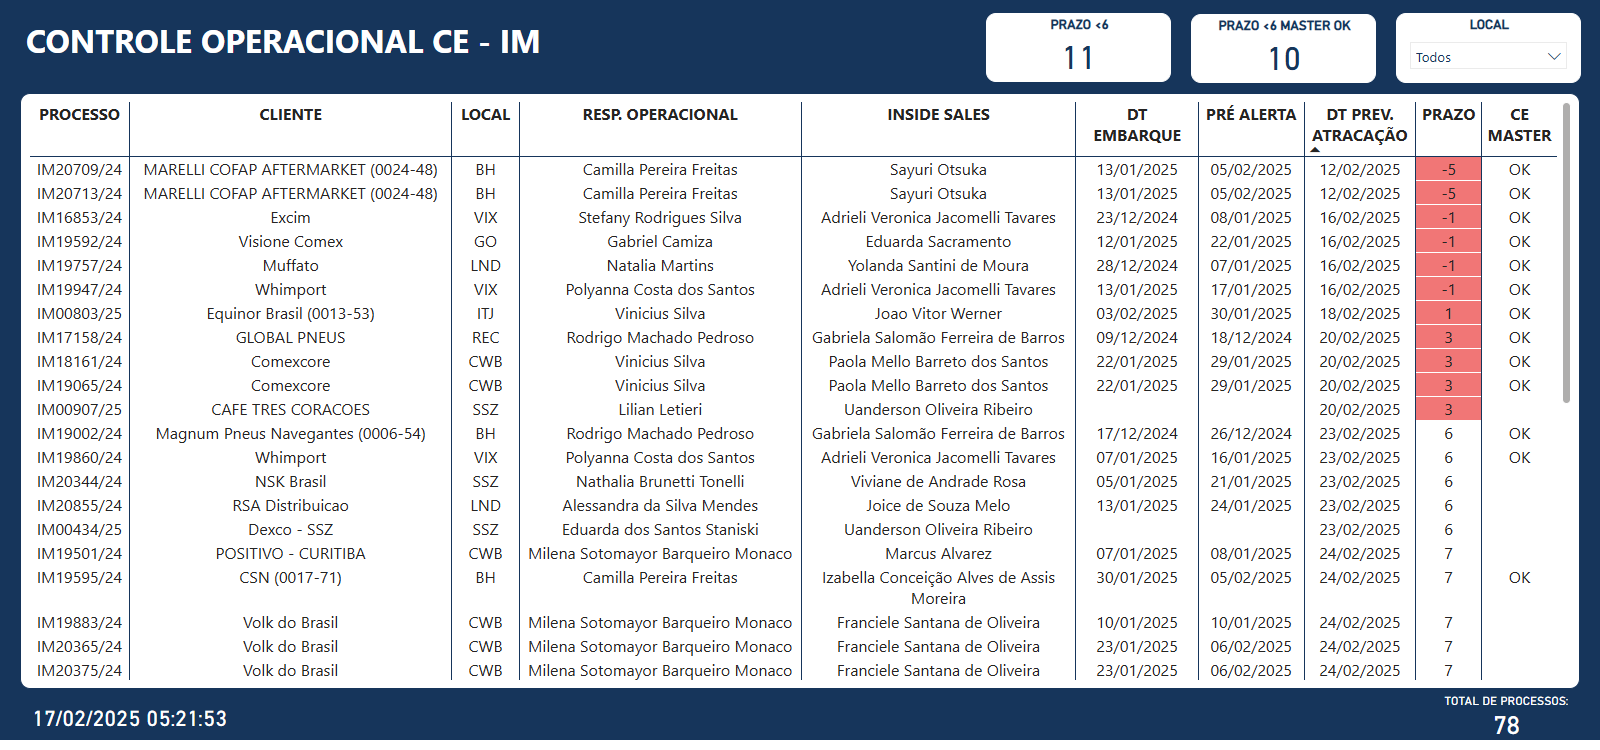 CONTROLE OPERACIONAL CE - IM
PRAZO <6
11
PRAZO <6 MASTER OK
10
LOCAL
Todos
PROCESSO CLIENTE LOCAL RESP. OPERACIONAL INSIDE SALES DT EMBARQUE PRÉ ALERTA DT PREV. ATRACAÇÃO PRAZO CE MASTER
IM20709/24 MARELLI COFAP AFTERMARKET (0024-48) BH Camilla Pereira Freitas Sayuri Otsuka 13/01/2025 05/02/2025 12/02/2025 -5 OK
IM20713/24 MARELLI COFAP AFTERMARKET (0024-48) BH Camilla Pereira Freitas Sayuri Otsuka 13/01/2025 05/02/2025 12/02/2025 -5 OK
IM16853/24 Excim VIX Stefany Rodrigues Silva Adrieli Veronica Jacomelli Tavares 23/12/2024 08/01/2025 16/02/2025 -1 OK
IM19592/24 Visione Comex GO Gabriel Camiza Eduarda Sacramento 12/01/2025 22/01/2025 16/02/2025 -1 OK
IM19757/24 Muffato LND Natalia Martins Yolanda Santini de Moura 28/12/2024 07/01/2025 16/02/2025 -1 OK
IM19947/24 Whimport VIX Polyanna Costa dos Santos Adrieli Veronica Jacomelli Tavares 13/01/2025 17/01/2025 16/02/2025 -1 OK
IM00803/25 Equinor Brasil (0013-53) ITJ Vinicius Silva Joao Vitor Werner 03/02/2025 30/01/2025 18/02/2025 1 OK
IM17158/24 GLOBAL PNEUS REC Rodrigo Machado Pedroso Gabriela Salomão Ferreira de Barros 09/12/2024 18/12/2024 20/02/2025 3 OK
IM18161/24 Comexcore CWB Vinicius Silva Paola Mello Barreto dos Santos 22/01/2025 29/01/2025 20/02/2025 3 OK
IM19065/24 Comexcore CWB Vinicius Silva Paola Mello Barreto dos Santos 22/01/2025 29/01/2025 20/02/2025 3 OK
IM00907/25 CAFE TRES CORACOES SSZ Lilian Letieri Uanderson Oliveira Ribeiro 20/02/2025 3
IM19002/24 Magnum Pneus Navegantes (0006-54) BH Rodrigo Machado Pedroso Gabriela Salomão Ferreira de Barros 17/12/2024 26/12/2024 23/02/2025 6 OK
IM19860/24 Whimport VIX Polyanna Costa dos Santos Adrieli Veronica Jacomelli Tavares 07/01/2025 16/01/2025 23/02/2025 6 OK
IM20344/24 NSK Brasil SSZ Nathalia Brunetti Tonelli Viviane de Andrade Rosa 05/01/2025 21/01/2025 23/02/2025 6
IM20855/24 RSA Distribuicao LND Alessandra da Silva Mendes Joice de Souza Melo 13/01/2025 24/01/2025 23/02/2025 6
IM00434/25 Dexco - SSZ SSZ Eduarda dos Santos Staniski Uanderson Oliveira Ribeiro 23/02/2025 6
IM19501/24 POSITIVO - CURITIBA CWB Milena Sotomayor Barqueiro Monaco Marcus Alvarez 07/01/2025 08/01/2025 24/02/2025 7
IM19595/24 CSN (0017-71) BH Camilla Pereira Freitas Izabella Conceição Alves de Assis Moreira 30/01/2025 05/02/2025 24/02/2025 7 OK
IM19883/24 Volk do Brasil CWB Milena Sotomayor Barqueiro Monaco Franciele Santana de Oliveira 10/01/2025 10/01/2025 24/02/2025 7
IM20365/24 Volk do Brasil CWB Milena Sotomayor Barqueiro Monaco Franciele Santana de Oliveira 23/01/2025 06/02/2025 24/02/2025 7
IM20375/24 Volk do Brasil CWB Milena Sotomayor Barqueiro Monaco Franciele Santana de Oliveira 23/01/2025 06/02/2025 24/02/2025 7
17/02/2025 05:21:53
TOTAL DE PROCESSOS:
78